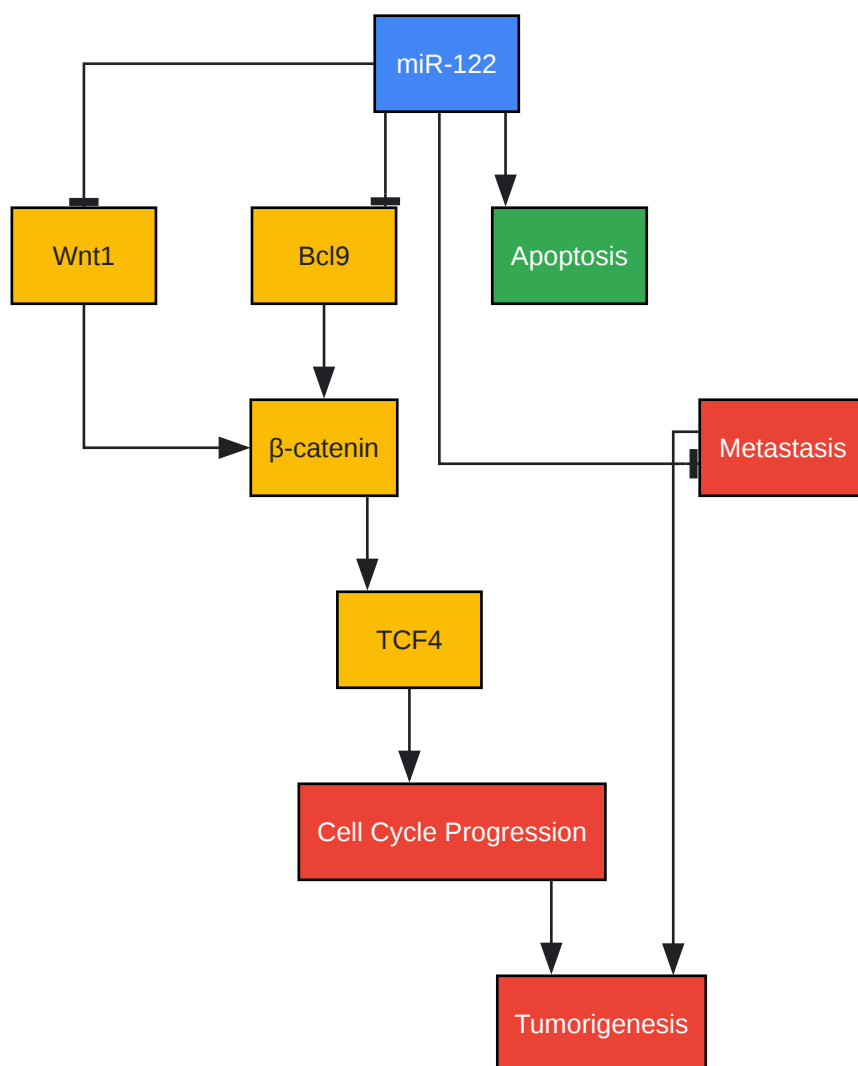 miR-122
Wnt1
Bcl9
Apoptosis
β-catenin
Metastasis
TCF4
Cell Cycle Progression
Tumorigenesis